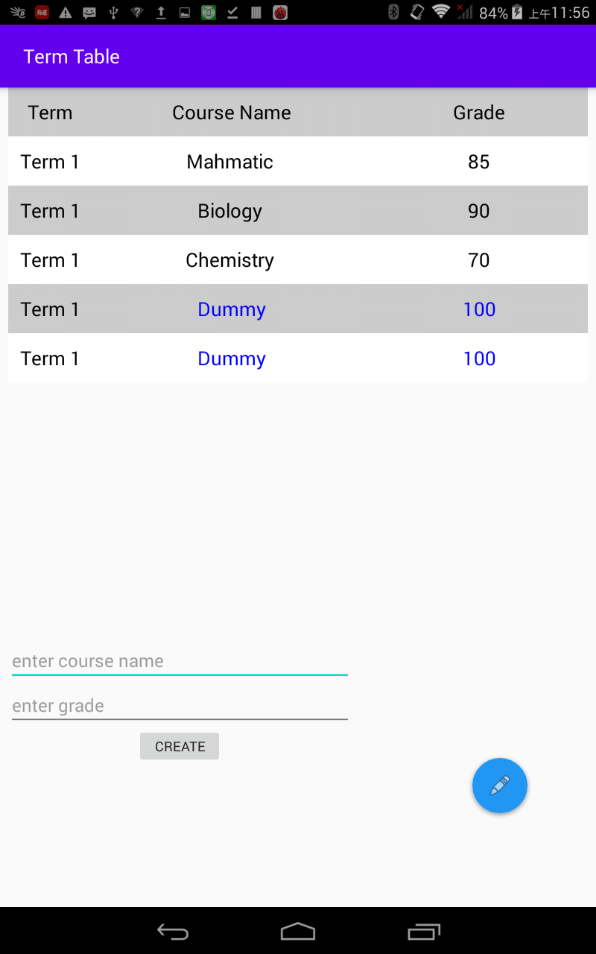 84% 上午11:56
Term Table
Term Course Name Grade
Term 1 Mahmatic 85
Term 1 Biology 90
Term 1 Chemistry 70
Term 1 Dummy 100
Term 1 Dummy 100
enter course name
enter grade
CREATE